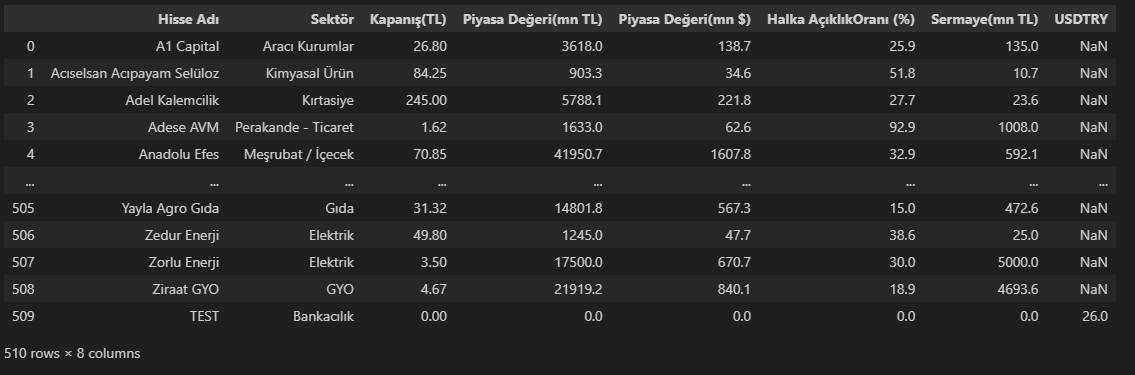 Hisse Adı Sektör Kapanış(TL) Piyasa Değeri(mn TL) Piyasa Değeri(mn $) Halka AçıklıkOranı (%) Sermaye(mn TL) USDTRY
0 A1 Capital Aracı Kurumlar 26.80 3618.0 138.7 25.9 135.0 NaN
1 Acıselsan Acıpayam Selüloz Kimyasal Ürün 84.25 903.3 34.6 51.8 10.7 NaN
2 Adel Kalemcilik Kırtasiye 245.00 5788.1 221.8 27.7 23.6 NaN
3 Adese AVM Perakande - Ticaret 1.62 1633.0 62.6 92.9 1008.0 NaN
4 Anadolu Efes Meşrubat / İçecek 70.85 41950.7 1607.8 32.9 592.1 NaN
... ... ... ... ... ... ... ... ...
505 Yayla Agro Gıda Gıda 31.32 14801.8 567.3 15.0 472.6 NaN
506 Zedur Enerji Elektrik 49.80 1245.0 47.7 38.6 25.0 NaN
507 Zorlu Enerji Elektrik 3.50 17500.0 670.7 30.0 5000.0 NaN
508 Ziraat GYO GYO 4.67 21919.2 840.1 18.9 4693.6 NaN
509 TEST Bankacılık 0.00 0.0 0.0 0.0 0.0 26.0
510 rows × 8 columns